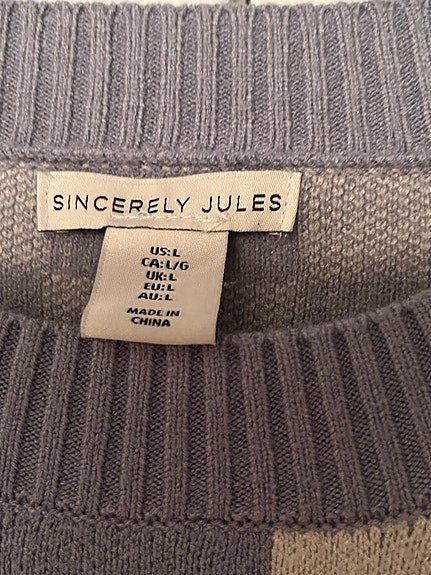 SINCERELY JULES
US: L
CA: L/G
UK: L
EU: L
AU: L
MADE IN
CHINA